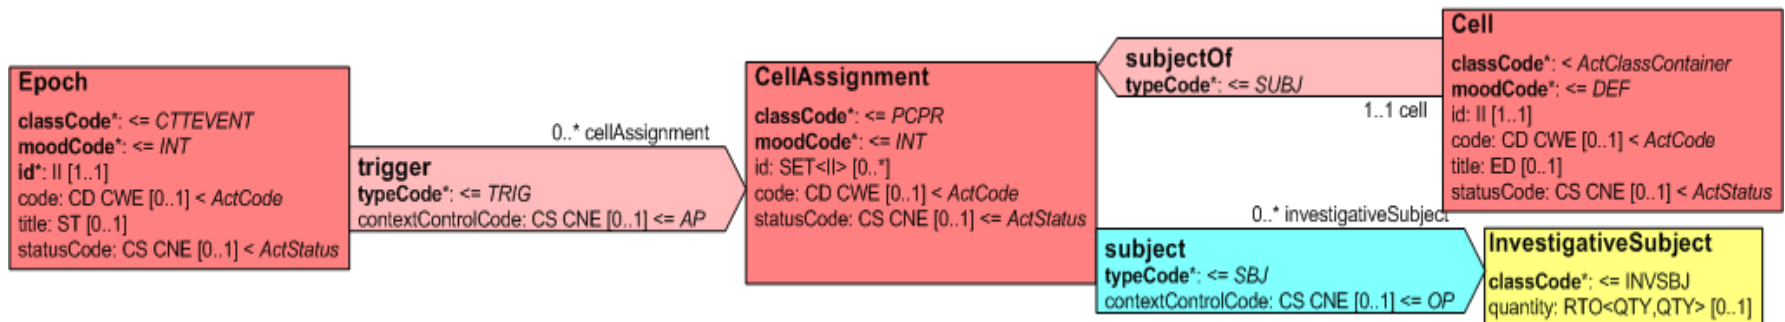 Epoch
classCode*: <= CTTEVENT
moodCode*: <= INT
id*: II [1..1]
code: CD CWE [0..1] < ActCode
title: ST [0..1]
statusCode: CS CNE [0..1] < ActStatus
0..* cellAssignment
trigger
typeCode*: <= TRIG
contextControlCode: CS CNE [0..1] <= AP
CellAssignment
classCode*: <= PCPR
moodCode*: <= INT
id: SET<II> [0..*]
code: CD CWE [0..1] < ActCode
statusCode: CS CNE [0..1] <= ActStatus
subjectOf
typeCode*: <= SUBJ
1..1 cell
Cell
classCode*: < ActClassContainer
moodCode*: <= DEF
id: II [1..1]
code: CD CWE [0..1] < ActCode
title: ED [0..1]
statusCode: CS CNE [0..1] < ActStatus
0..* investigativeSubject
subject
typeCode*: <= SBJ
contextControlCode: CS CNE [0..1] <= OP
InvestigativeSubject
classCode*: <= INVSBJ
quantity: RTO<QTY,QTY> [0..1]